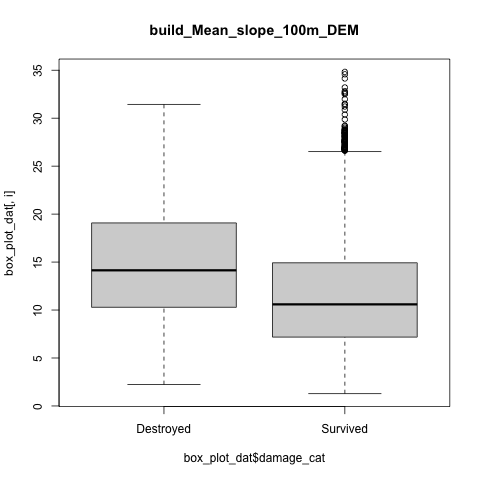 build_Mean_slope_100m_DEM
box_plot_dat[, i]
35
30
25
20
15
10
5
0
Destroyed Survived
box_plot_dat$damage_cat